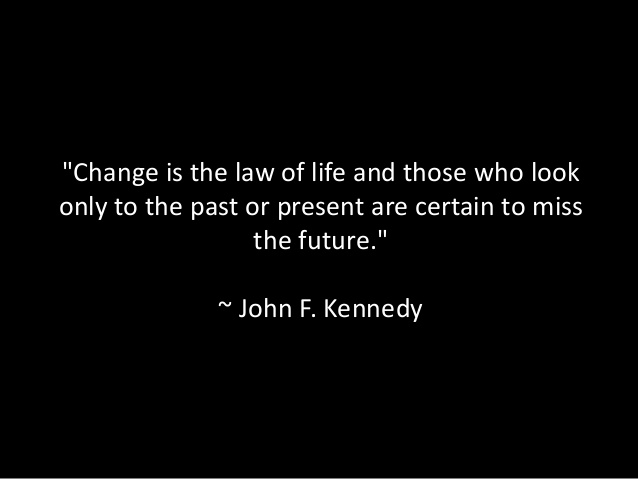 "Change is the law of life and those who look
only to the past or present are certain to miss
the future."
~ John F. Kennedy